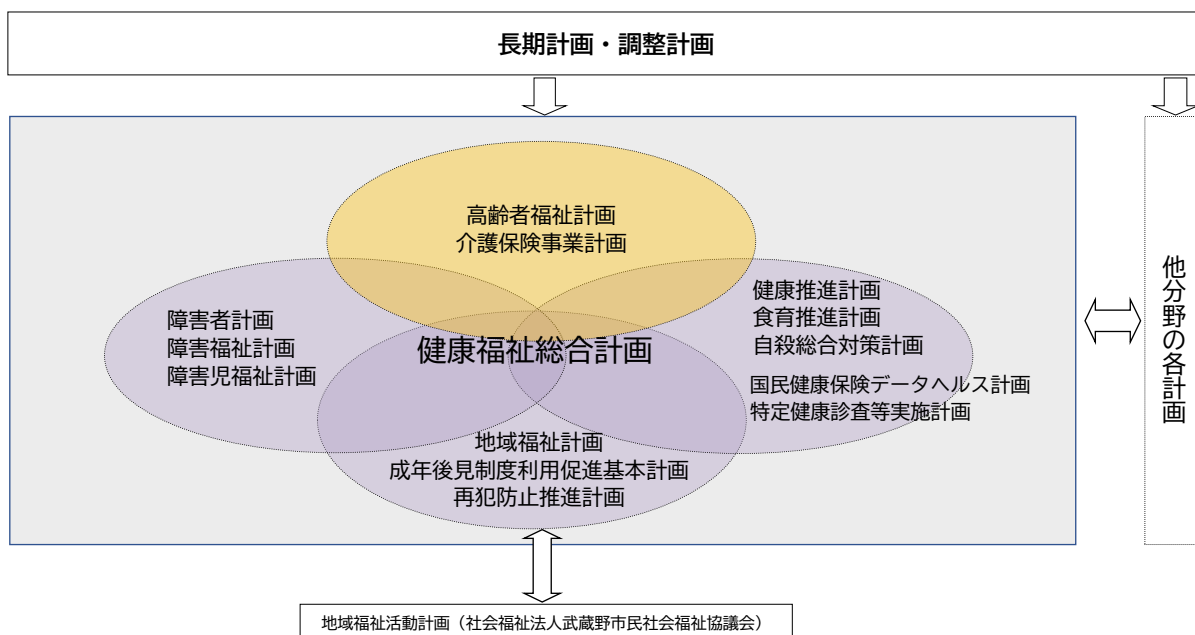 長期計画・調整計画
高齢者福祉計画
介護保険事業計画
障害者計画
障害福祉計画
障害児福祉計画
健康福祉総合計画
健康推進計画
食育推進計画
自殺総合対策計画
国民健康保険データヘルス計画
特定健康診査等実施計画
地域福祉計画
成年後見制度利用促進基本計画
再犯防止推進計画
他分野の各計画
地域福祉活動計画（社会福祉法人武蔵野市民社会福祉協議会）